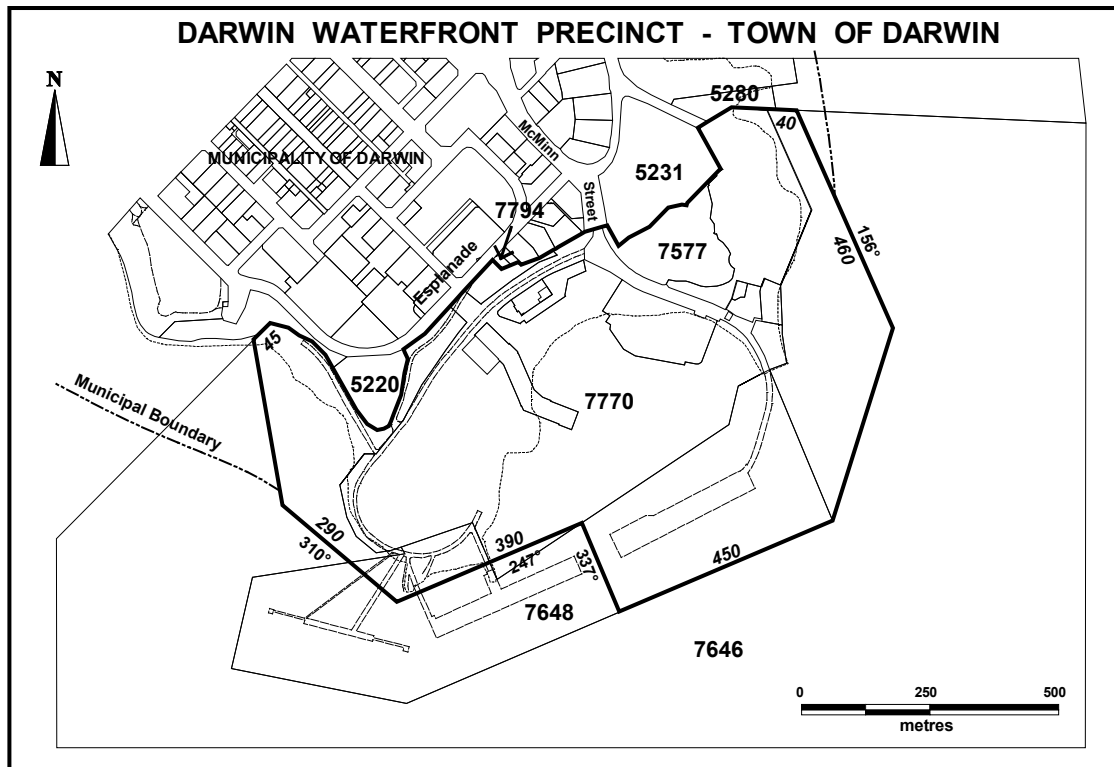 DARWIN WATERFRONT PRECINCT - TOWN OF DARWIN
N
5280
40
McMinn
MUNICIPALITY OF DARWIN
5231
Street
7794
156°
460
7577
Esplanade
45
5220
Municipal Boundary
7770
290
310°
390
247°
337°
450
7648
7646
0 250 500
metres